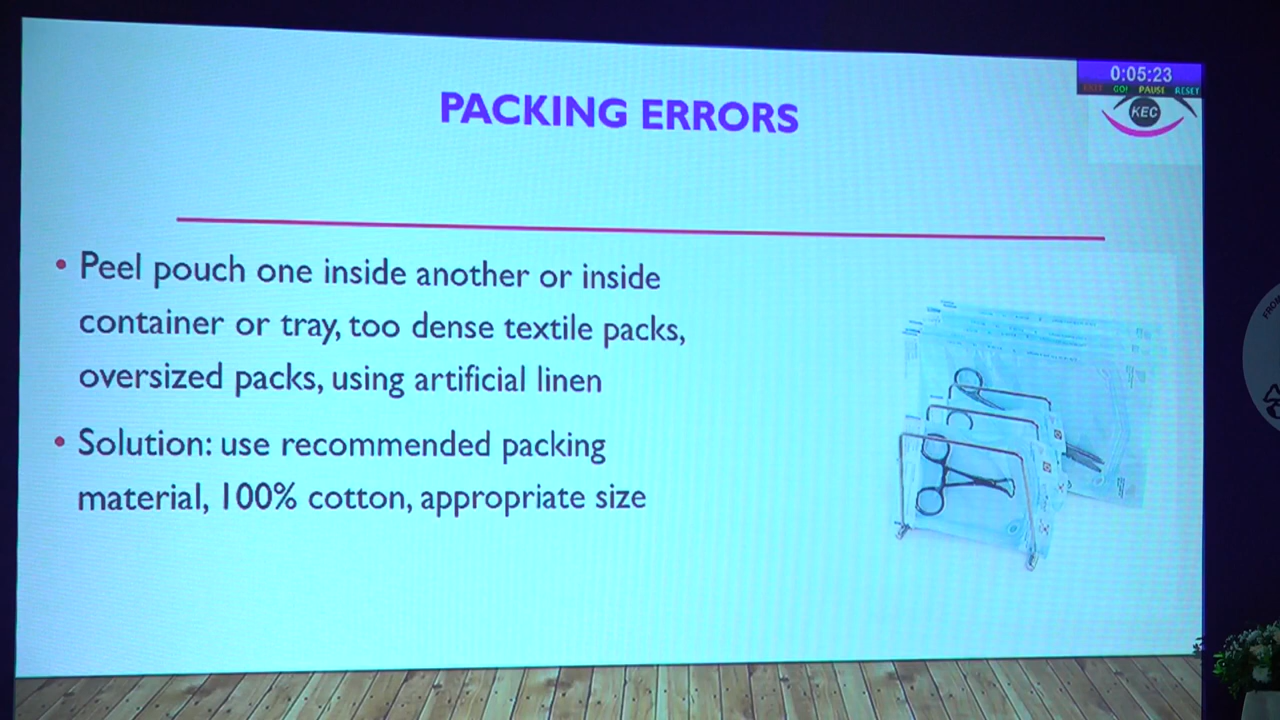 0:05:23
GO! PAUSE RESET
KEC
PACKING ERRORS
• Peel pouch one inside another or inside
container or tray, too dense textile packs,
oversized packs, using artificial linen
• Solution: use recommended packing
material, 100% cotton, appropriate size